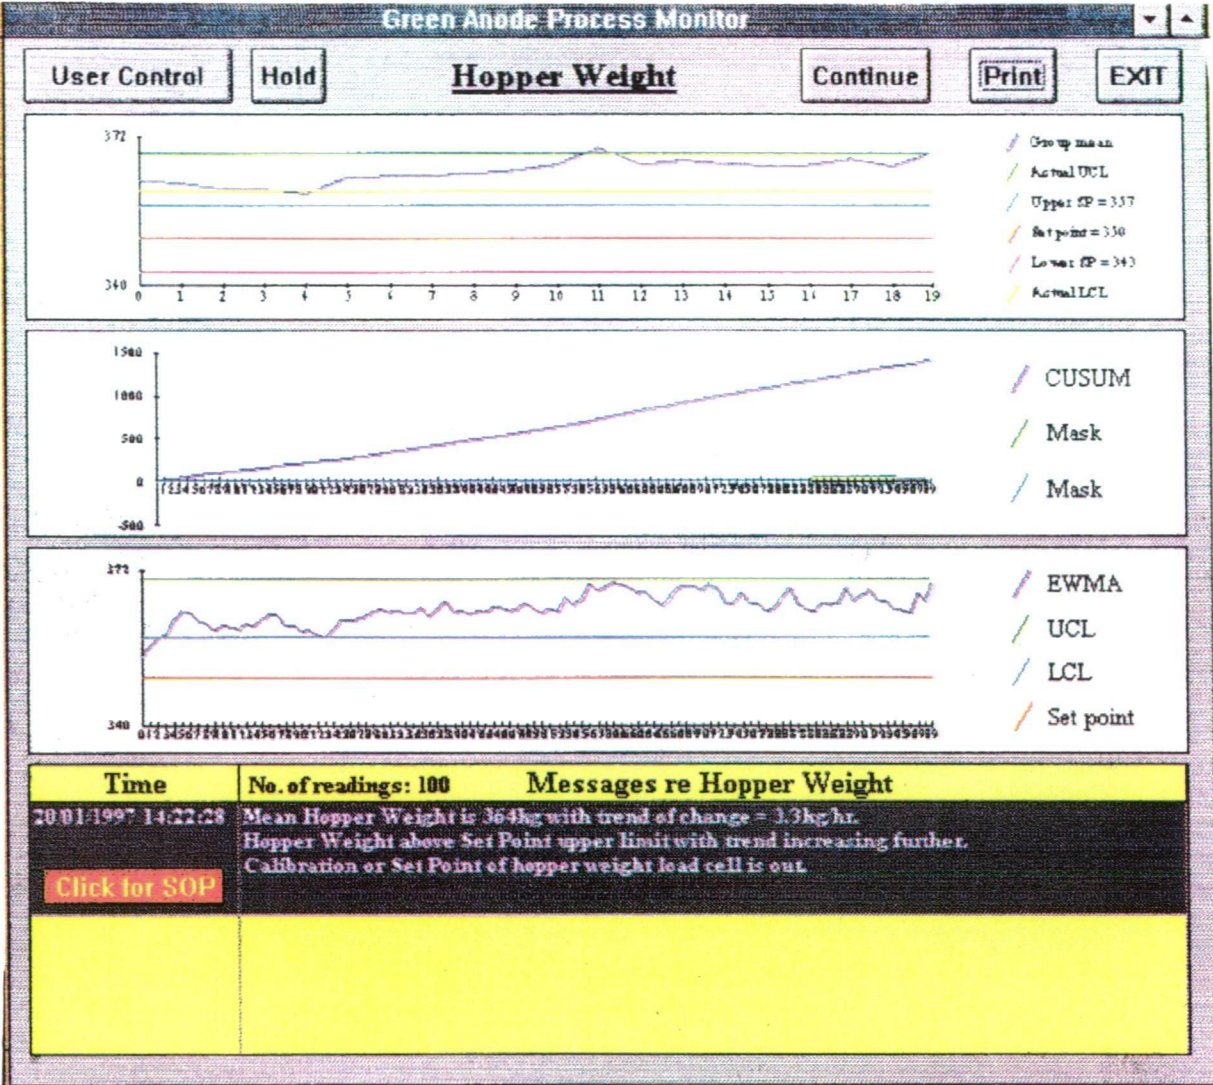 Green Anode Process Monitor
User Control Hold Hopper Weight Continue Print EXIT
372
340
0 1 2 3 4 5 6 7 8 9 10 11 12 13 14 15 17 18 19
Group mean
Actual UCL
Upper SP = 357
Set point = 350
Lower SP = 343
Actual LCL
1500
1000
500
0
-500
CUSUM
Mask
Mask
372
340
EWMA
UCL
LCL
Set point
Time No. of readings: 100 Messages re Hopper Weight
20/01/1997 14:22:28 Mean Hopper Weight is 364kg with trend of change = 3.3kg/hr.
Hopper Weight above Set Point upper limit with trend increasing further.
Calibration or Set Point of hopper weight load cell is out.
Click for SOP